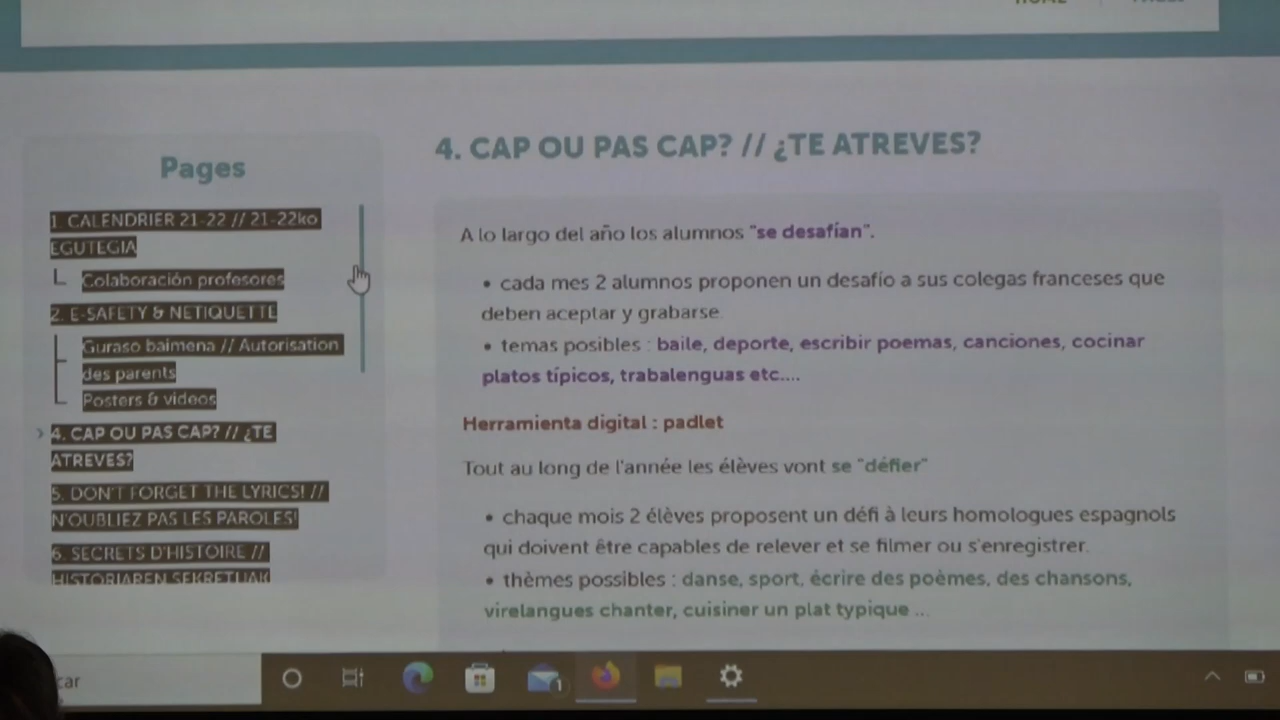 4. CAP OU PAS CAP? // ¿TE ATREVES?
Pages
1. CALENDRIER 21-22 // 21-22ko
EGUTEGIA
Colaboración profesores
2. E-SAFETY & NETIQUETTE
Guraso baimena // Autorisation
des parents
Posters & videos
4. CAP OU PAS CAP? // ¿TE
ATREVES?
5. DON'T FORGET THE LYRICS! //
N'OUBLIEZ PAS LES PAROLES!
6. SECRETS D'HISTOIRE //
HISTORIAREN SEKRETUAK
A lo largo del año los alumnos "se desafían".
• cada mes 2 alumnos proponen un desafío a sus colegas franceses que
deben aceptar y grabarse.
• temas posibles : baile, deporte, escribir poemas, canciones, cocinar
platos típicos, trabalenguas etc....
Herramienta digital : padlet
Tout au long de l'année les élèves vont se "défier"
• chaque mois 2 élèves proposent un défi à leurs homologues espagnols
qui doivent être capables de relever et se filmer ou s'enregistrer.
• thèmes possibles : danse, sport, écrire des poèmes, des chansons,
virelangues chanter, cuisiner un plat typique ...
car
1